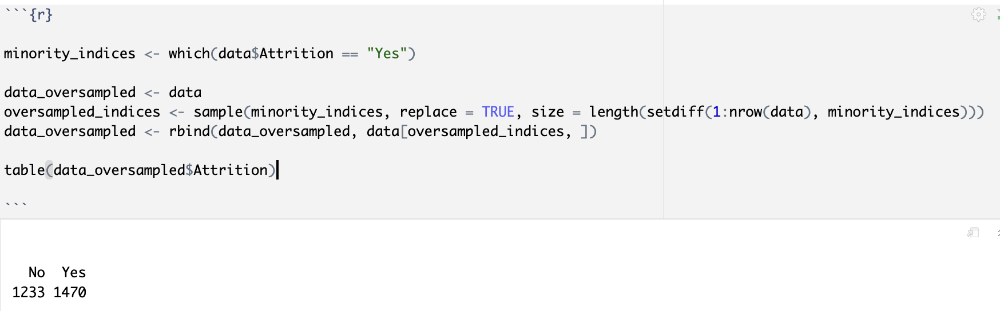 ```{r}
minority_indices <- which(data$Attrition == "Yes")
data_oversampled <- data
oversampled_indices <- sample(minority_indices, replace = TRUE, size = length(setdiff(1:nrow(data), minority_indices)))
data_oversampled <- rbind(data_oversampled, data[oversampled_indices, ])
table(data_oversampled$Attrition)
```
No Yes
1233 1470